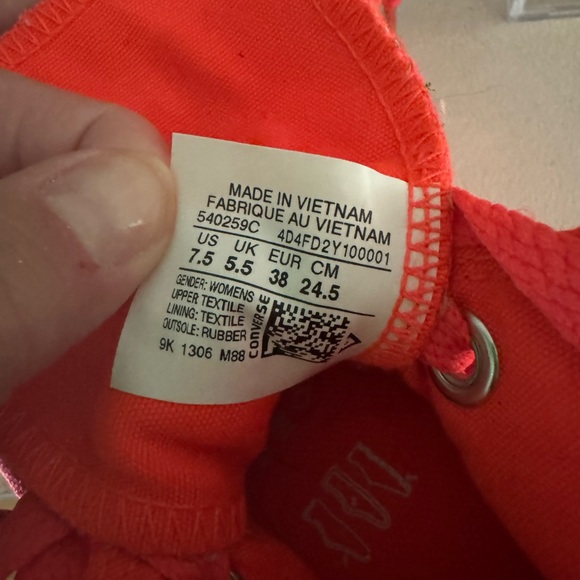 MADE IN VIETNAM
FABRIQUE AU VIETNAM
540259C 4D4FD2Y100001
US UK EUR CM
7.5 5.5 38 24.5
GENDER: WOMENS
UPPER TEXTILE
LINING: TEXTILE
OUTSOLE: RUBBER
9K 1306 M88
CONVERSE